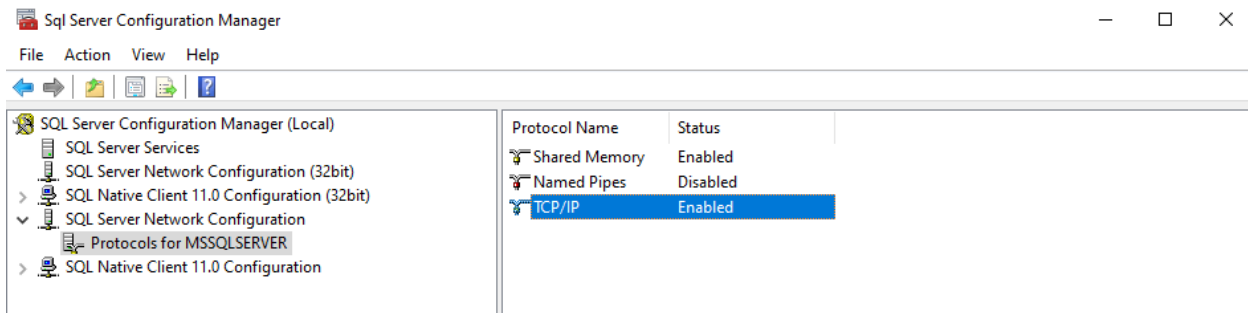 Sql Server Configuration Manager
File Action View Help
SQL Server Configuration Manager (Local)
SQL Server Services
SQL Server Network Configuration (32bit)
SQL Native Client 11.0 Configuration (32bit)
SQL Server Network Configuration
Protocols for MSSQLSERVER
SQL Native Client 11.0 Configuration
Protocol Name Status
Shared Memory Enabled
Named Pipes Disabled
TCP/IP Enabled